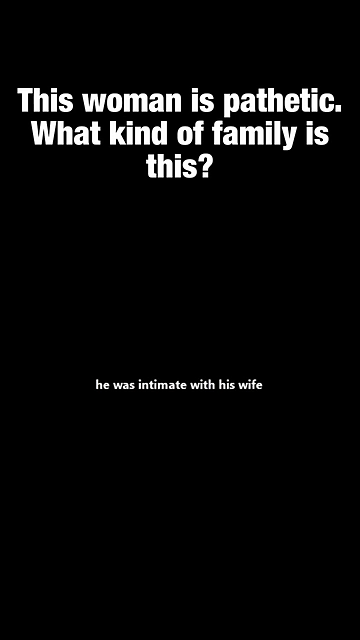 This woman is pathetic.
What kind of family is
this?
he was intimate with his wife